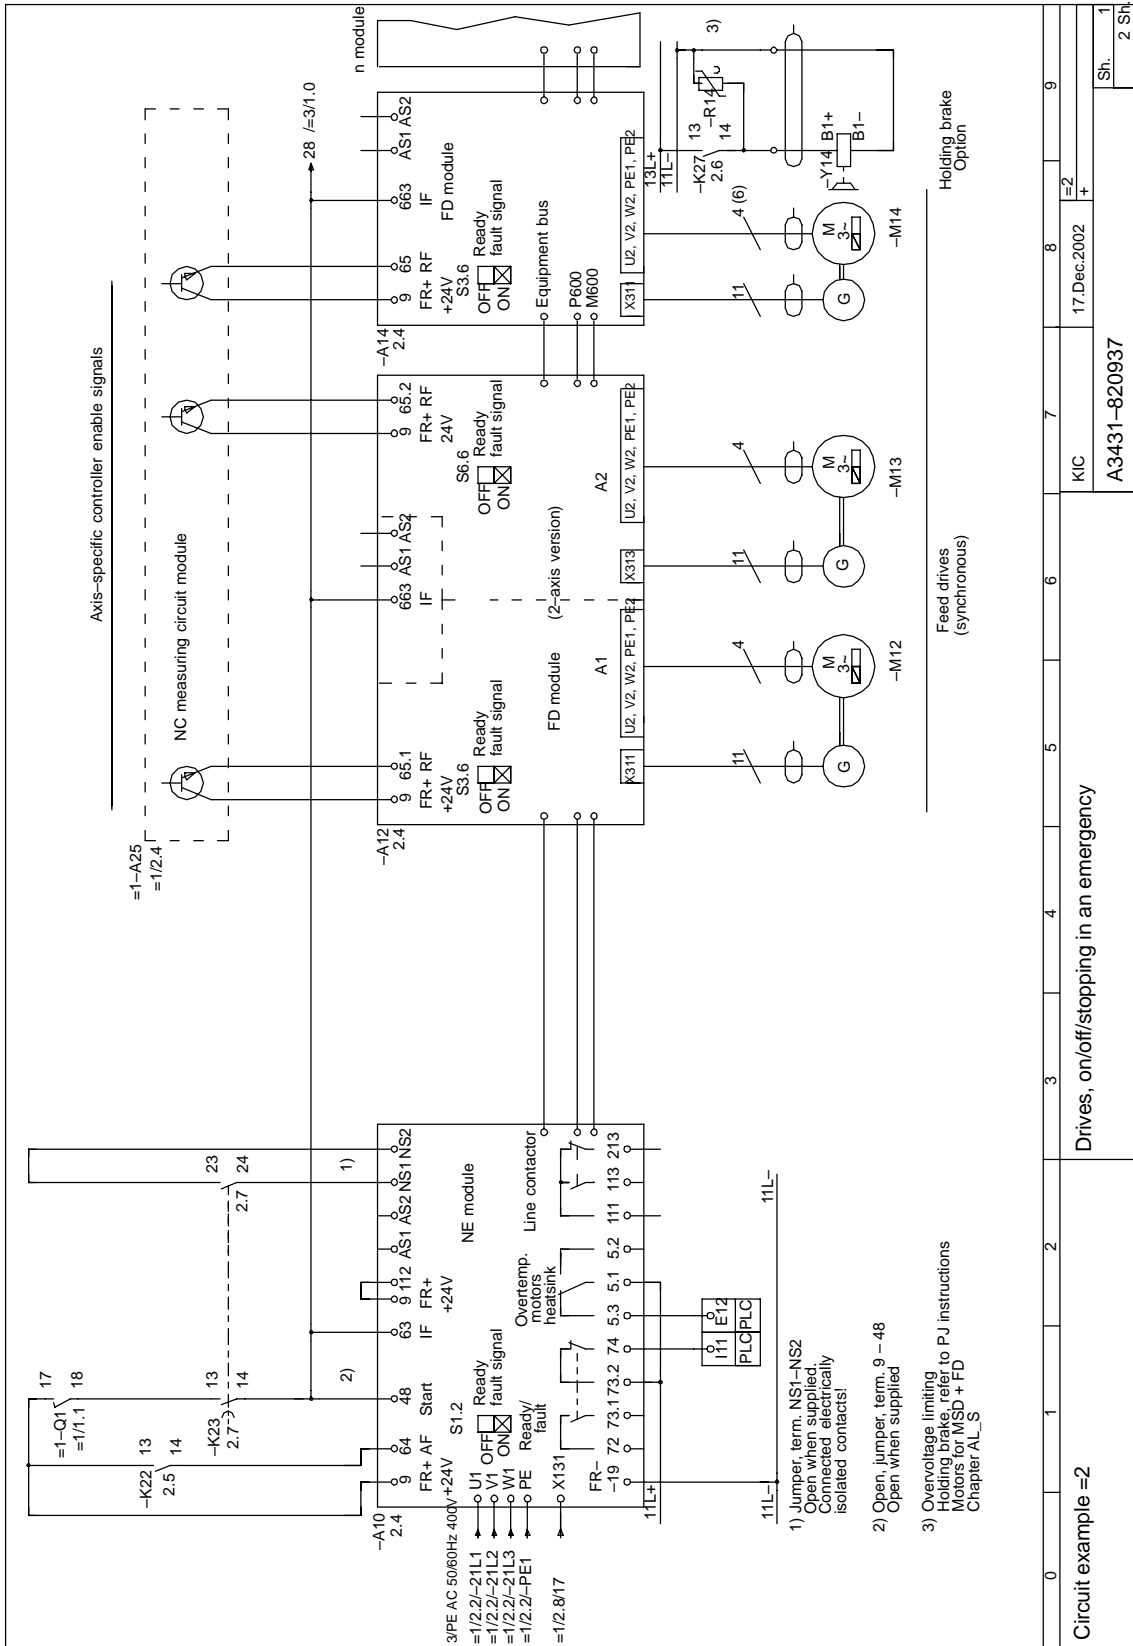 Axis–specific controller enable signals
=1–A25
=1/2.4
NC measuring circuit module
28 /=3/1.0
n module
17
=1–Q1
=1/1.1
18
13
–K22
2.5
14
13
–K23
2.7
14
23
2.7
24
2)
1)
–A10
2.4
9 64 48 63 9 112 AS1 AS2 NS1 NS2
FR+ AF Start IF FR+
+24V
+24V
S1.2
OFF
ON
Ready
fault signal
NE module
3/PE AC 50/60Hz 400V
=1/2.2/–21L1
=1/2.2/–21L2
=1/2.2/–21L3
=1/2.2/–PE1
=1/2.8/17
U1
V1
W1
PE
X131
Ready/
fault
Overtemp.
motors
heatsink
Line contactor
FR–
–19 72 73.1 73.2 74 5.3 5.1 5.2 111 113 213
11L+
I11 E12
PLC PLC
11L–
11L–
–A12
2.4
9 65.1 663 AS1 AS2 9 65.2
FR+ RF IF FR+ RF
+24V
24V
S3.6
OFF
ON
Ready
fault signal
S6.6
OFF
ON
Ready
fault signal
FD module
(2–axis version)
A1
A2
X311
U2, V2, W2, PE1, PE2
X313
U2, V2, W2, PE1, PE2
–A14
2.4
9 65 663 AS1 AS2
FR+ RF IF
+24V
S3.6
OFF
ON
Ready
fault signal
FD module
Equipment bus
P600
M600
X311
U2, V2, W2, PE1, PE2
13L+
11L–
13
–K27
2.6
14
–R14
U
3)
11
4
11
4
11
4 (6)
G
M
3~
–M12
G
M
3~
–M13
G
M
3~
–M14
–Y14
B1+
B1–
Feed drives
(synchronous)
Holding brake
Option
1) Jumper, term. NS1–NS2
Open when supplied.
Connected electrically
isolated contacts!
2) Open, jumper, term. 9 – 48
Open when supplied
3) Overvoltage limiting
Holding brake, refer to PJ instructions
Motors for MSD + FD
Chapter AL_S
0 1 2 3 4 5 6 7 8 9
Circuit example =2
Drives, on/off/stopping in an emergency
KIC
17.Dec.2002
=2
+
A3431–820937
Sh. 1
2 Sh.